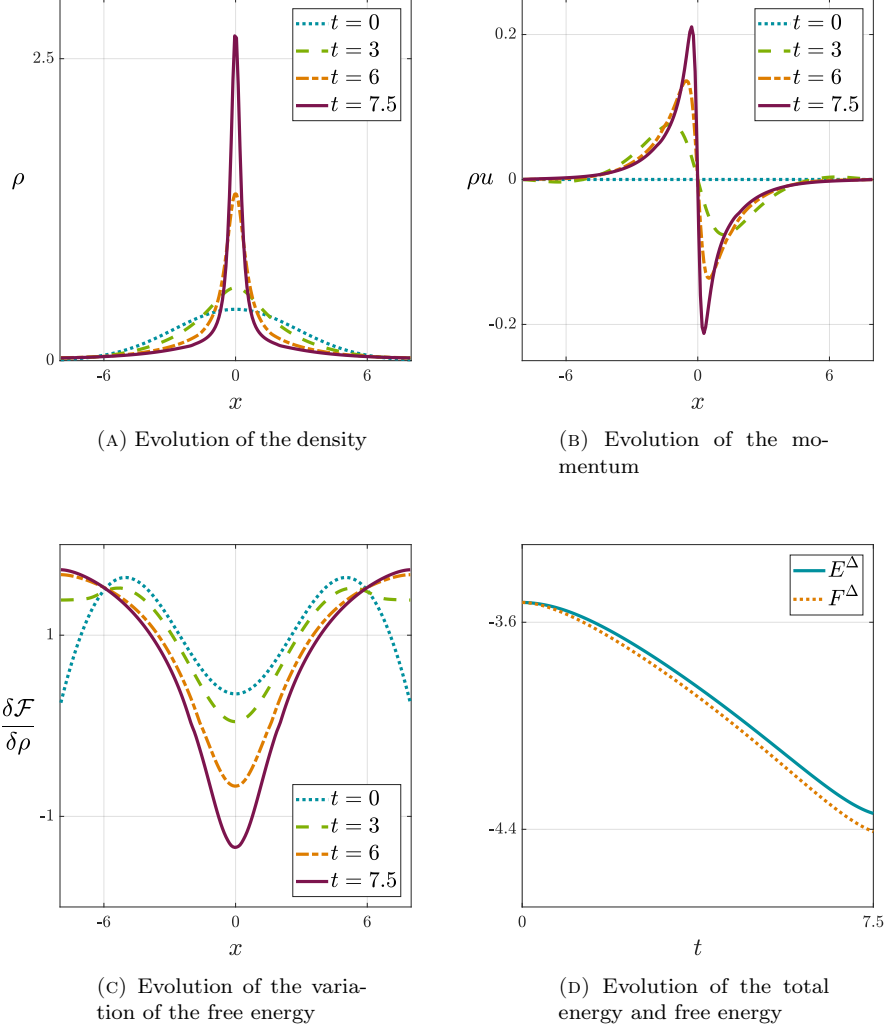 t = 0
t = 3
t = 6
t = 7.5
2.5
ρ
0
-6
0
6
x
(A) Evolution of the density
t = 0
t = 3
t = 6
t = 7.5
0.2
ρu
0
-0.2
-6
0
6
x
(B) Evolution of the mo-
mentum
1
δF
δρ
-1
t = 0
t = 3
t = 6
t = 7.5
-6
0
6
x
(C) Evolution of the varia-
tion of the free energy
E^Δ
F^Δ
-3.6
-4.4
0
7.5
t
(D) Evolution of the total
energy and free energy